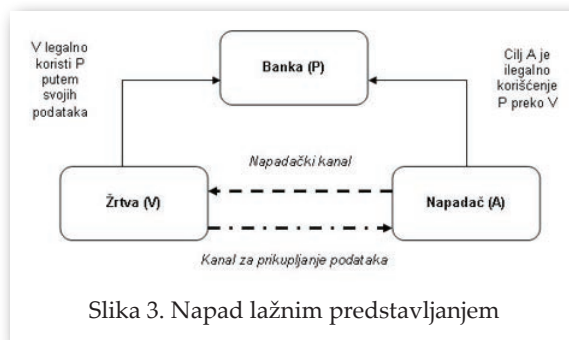 V legalno
koristi P
putem
svojih
podataka
Banka (P)
Cilj A je
ilegalno
korišćenje
P preko V
Napadački kanal
Žrtva (V)
Napadač (A)
Kanal za prikupljanje podataka
Slika 3. Napad lažnim predstavljanjem